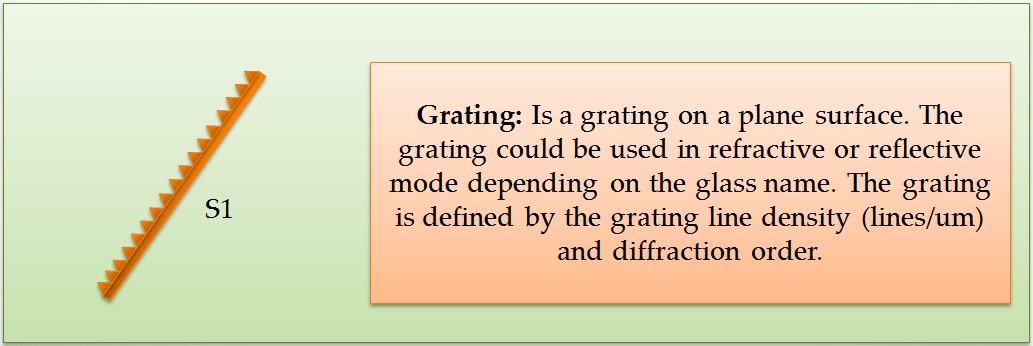 S1
Grating: Is a grating on a plane surface. The
grating could be used in refractive or reflective
mode depending on the glass name. The grating
is defined by the grating line density (lines/um)
and diffraction order.